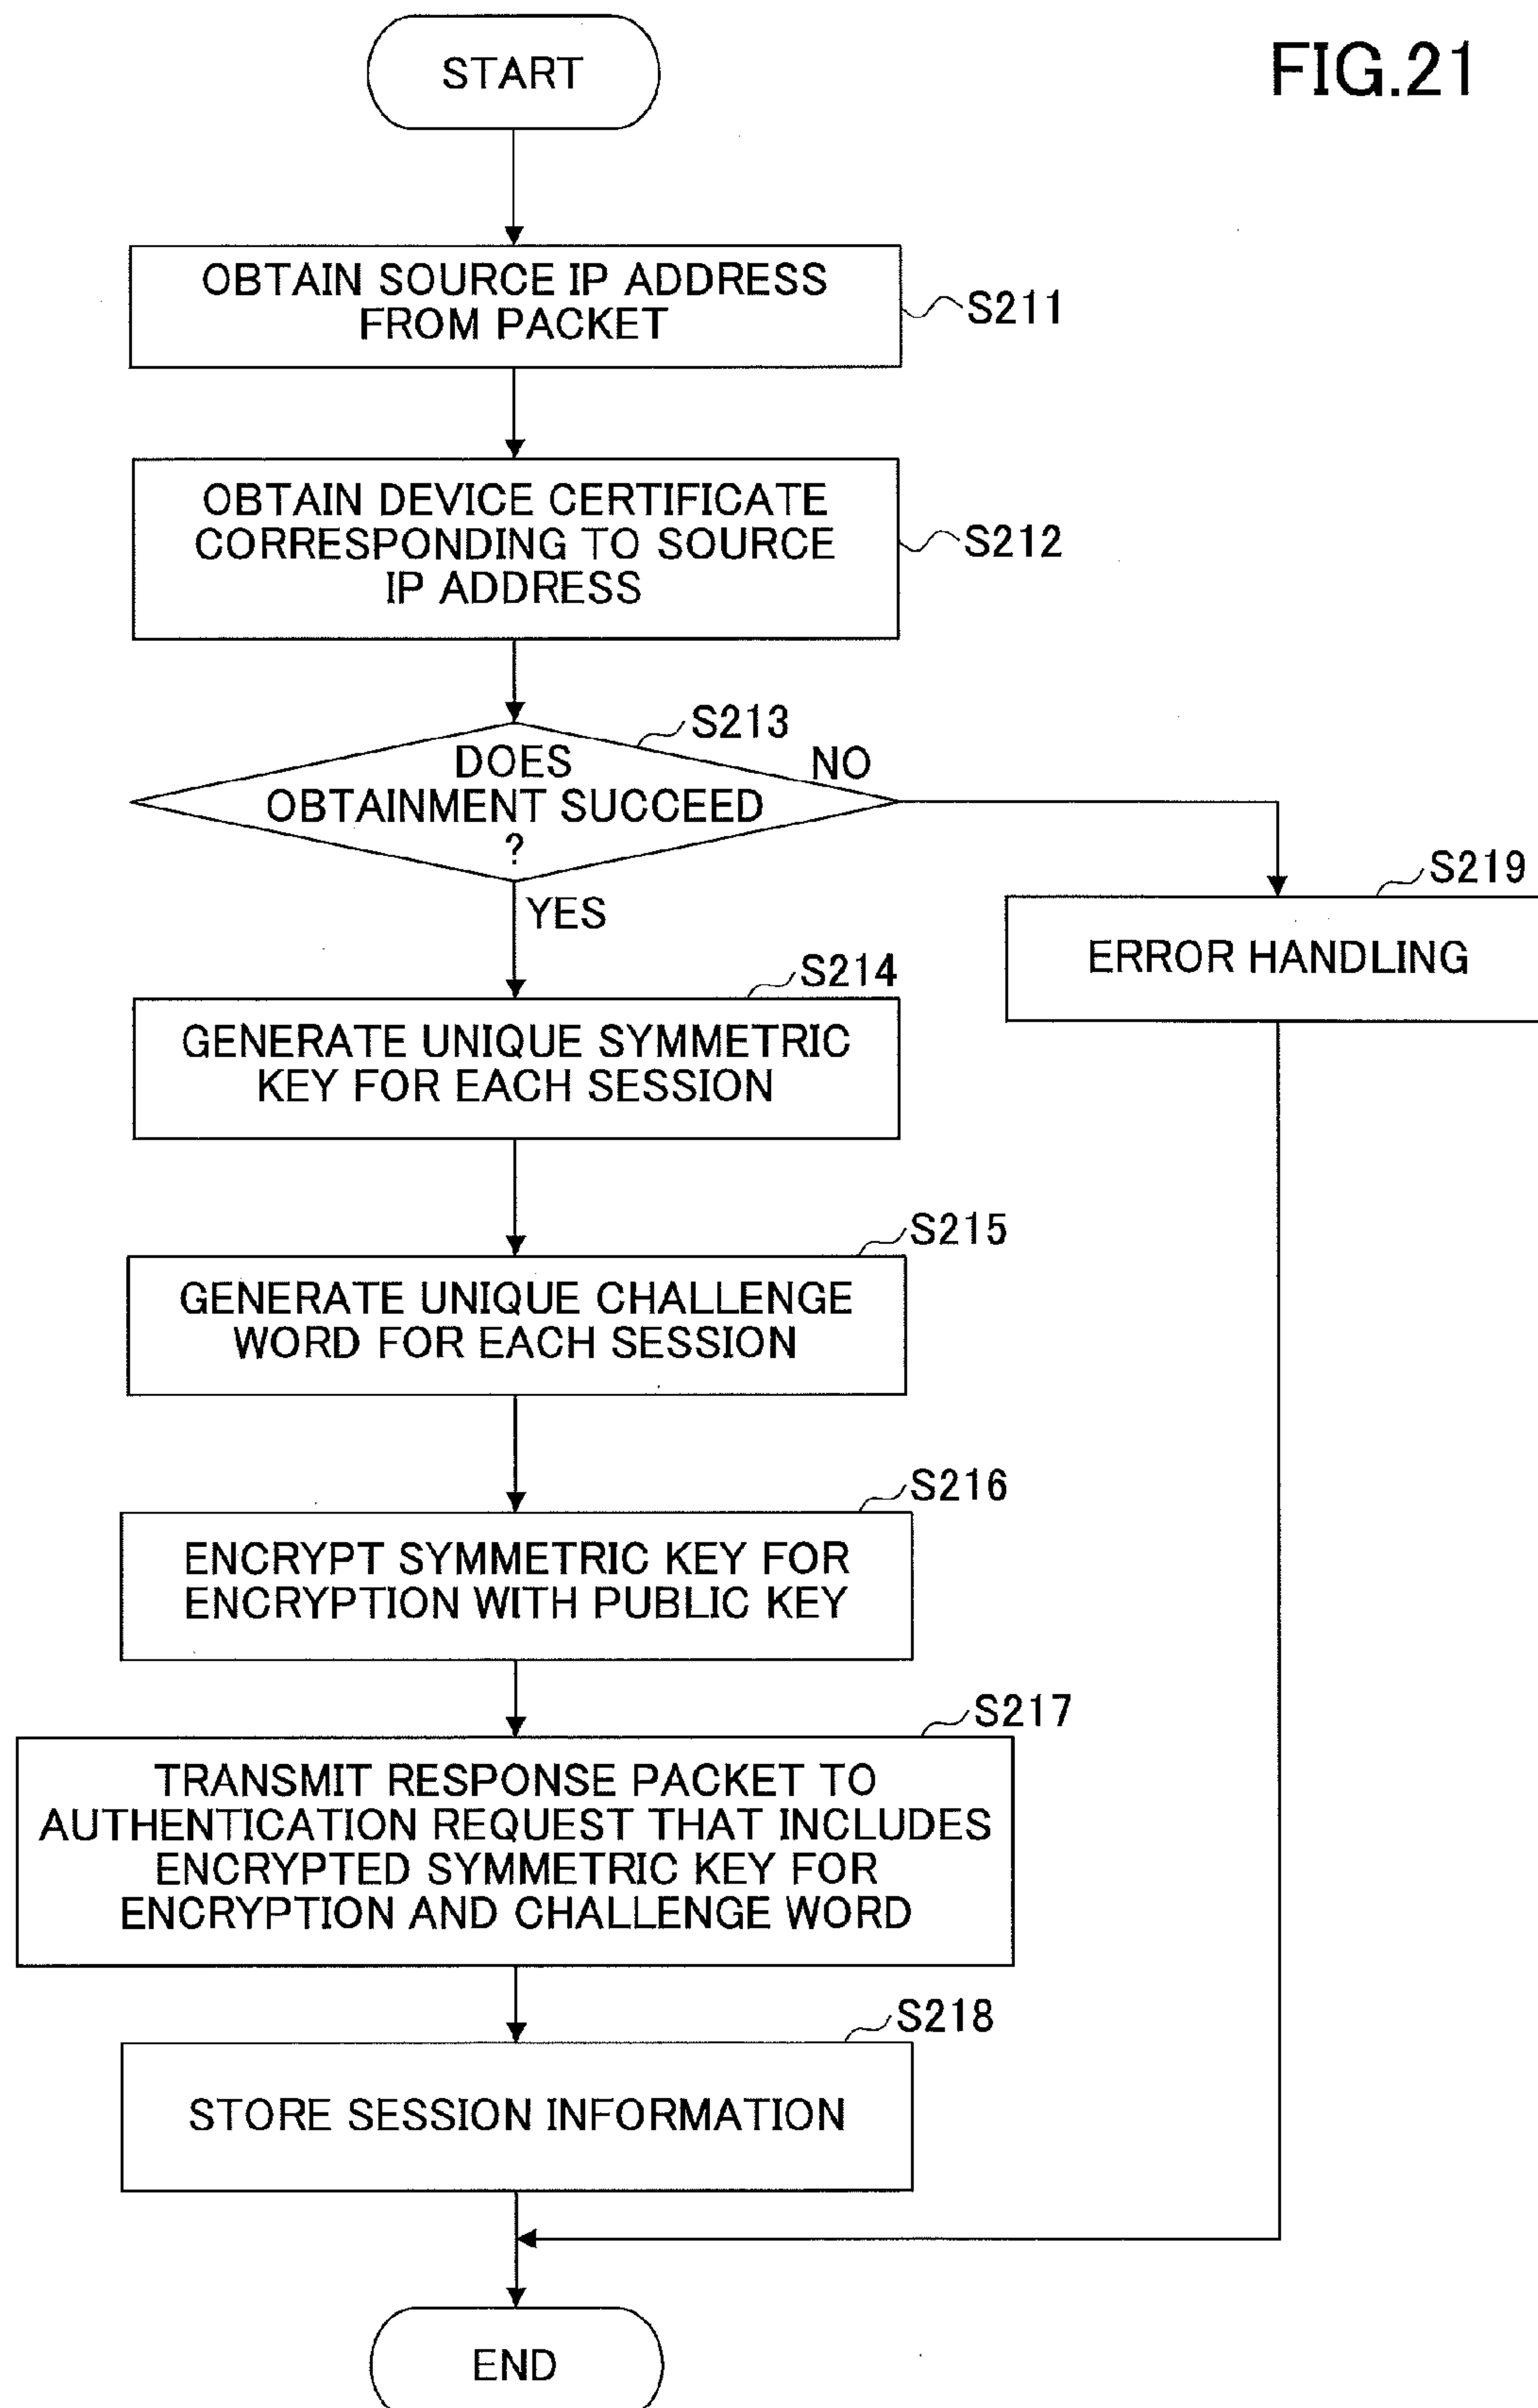 FIG.21
START
OBTAIN SOURCE IP ADDRESS
FROM PACKET
S211
OBTAIN DEVICE CERTIFICATE
CORRESPONDING TO SOURCE
IP ADDRESS
S212
S213
DOES
OBTAINMENT SUCCEED
?
NO
YES
S219
ERROR HANDLING
S214
GENERATE UNIQUE SYMMETRIC
KEY FOR EACH SESSION
S215
GENERATE UNIQUE CHALLENGE
WORD FOR EACH SESSION
S216
ENCRYPT SYMMETRIC KEY FOR
ENCRYPTION WITH PUBLIC KEY
S217
TRANSMIT RESPONSE PACKET TO
AUTHENTICATION REQUEST THAT INCLUDES
ENCRYPTED SYMMETRIC KEY FOR
ENCRYPTION AND CHALLENGE WORD
S218
STORE SESSION INFORMATION
END